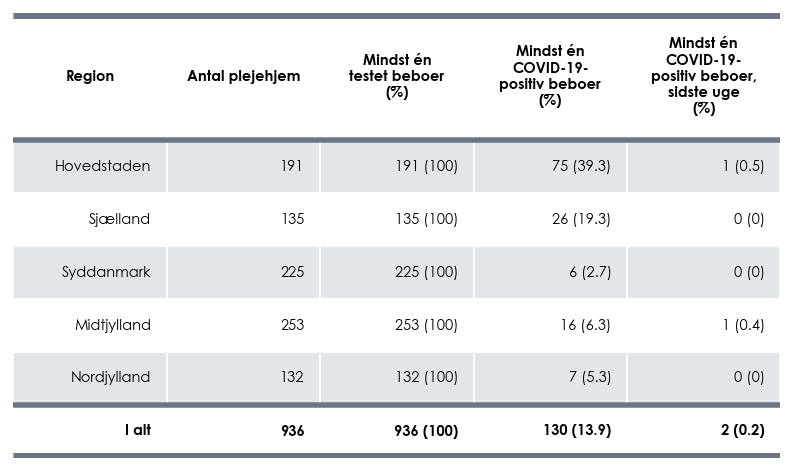 Region Antal plejehjem Mindst én testet beboer (%) Mindst én COVID-19-positiv beboer (%) Mindst én COVID-19-positiv beboer, sidste uge (%)
Hovedstaden 191 191 (100) 75 (39.3) 1 (0.5)
Sjælland 135 135 (100) 26 (19.3) 0 (0)
Syddanmark 225 225 (100) 6 (2.7) 0 (0)
Midtjylland 253 253 (100) 16 (6.3) 1 (0.4)
Nordjylland 132 132 (100) 7 (5.3) 0 (0)
I alt 936 936 (100) 130 (13.9) 2 (0.2)